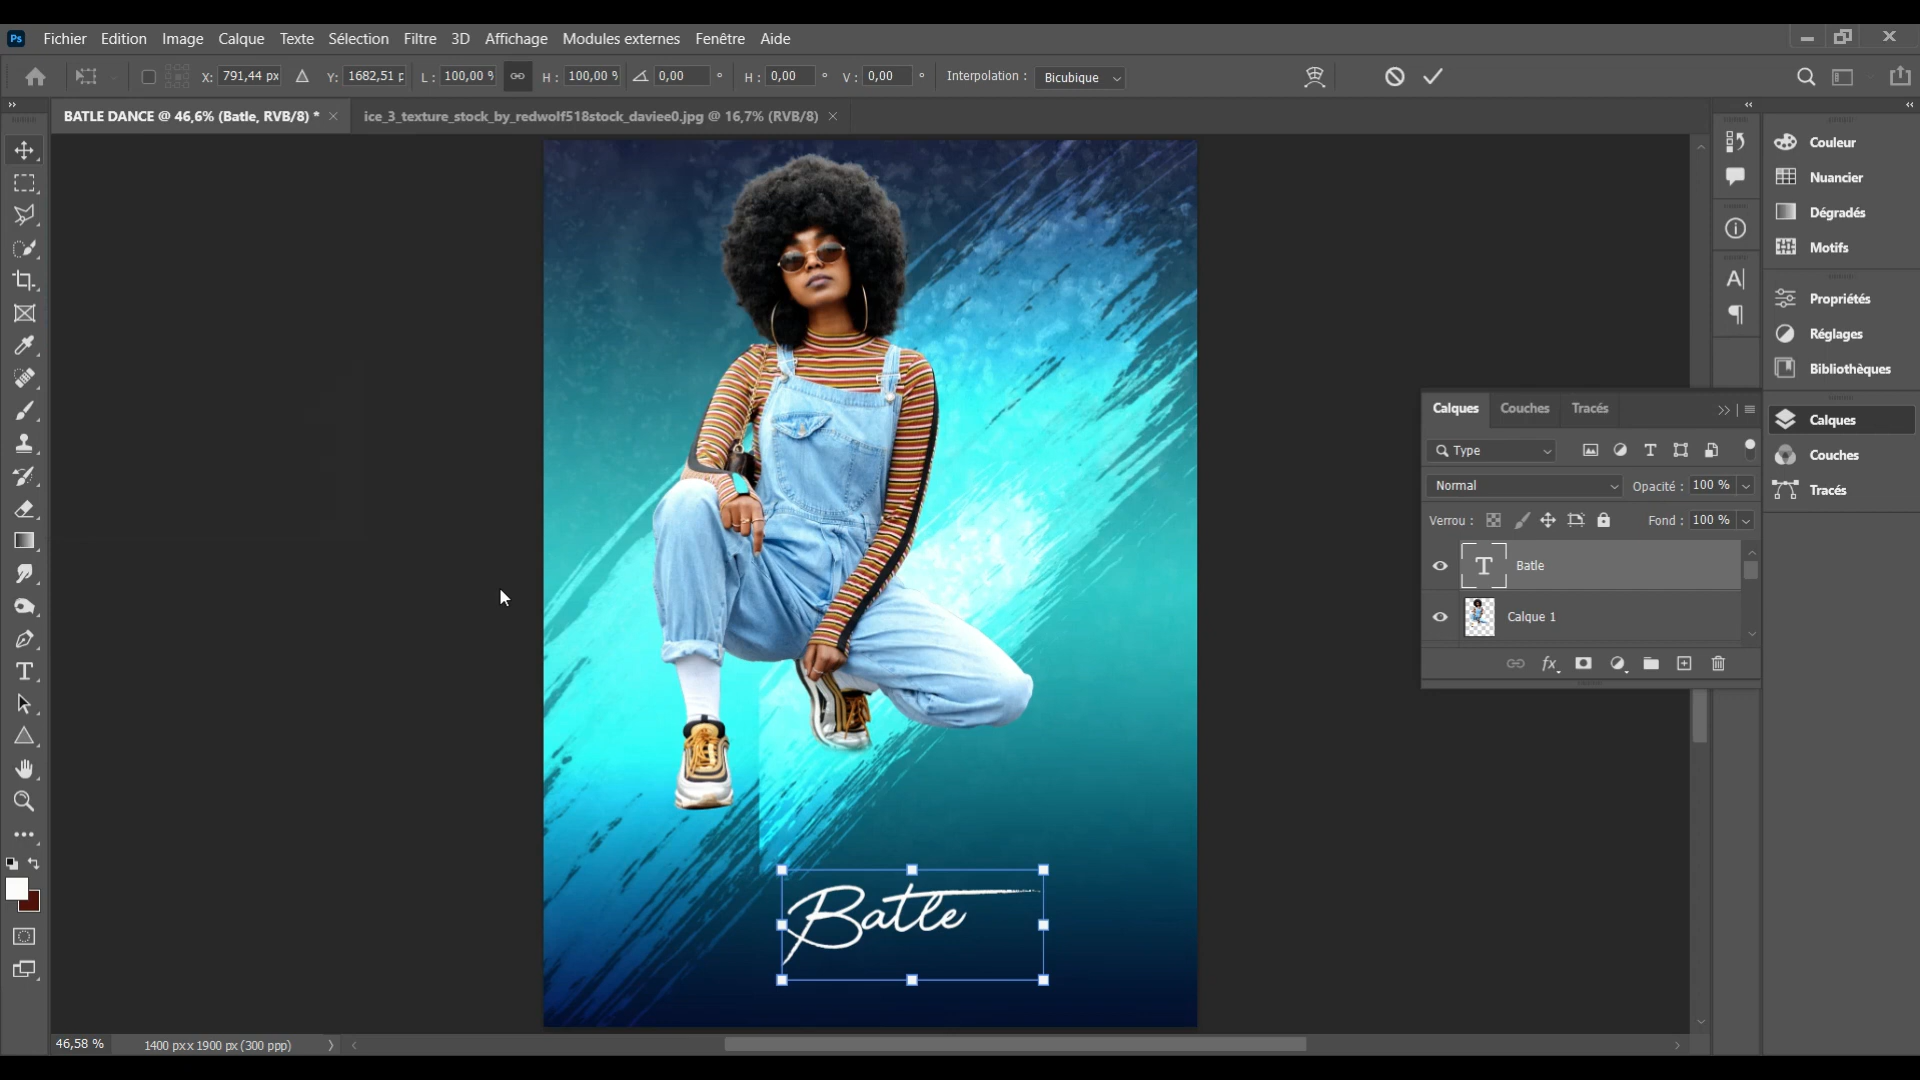 Ps Fichier Edition Image Calque Texte Sélection Filtre 3D Affichage Modules externes Fenêtre Aide
X: 791,44 px Y: 1682,51 p L : 100,00 % H : 100,00 % 0,00 ° H : 0,00 ° V : 0,00 ° Interpolation : Bicubique
BATLE DANCE @ 46,6% (Batle, RVB/8) *
ice_3_texture_stock_by_redwolf518stock_daviee0.jpg @ 16,7% (RVB/8)
Couleur
Nuancier
Dégradés
Motifs
Propriétés
Réglages
Bibliothèques
Calques
Couches
Tracés
Calques Couches Tracés
Type
Normal Opacité : 100 %
Verrou : Fond : 100 %
Batle
Calque 1
Batle
46,58 % 1400 px x 1900 px (300 ppp)